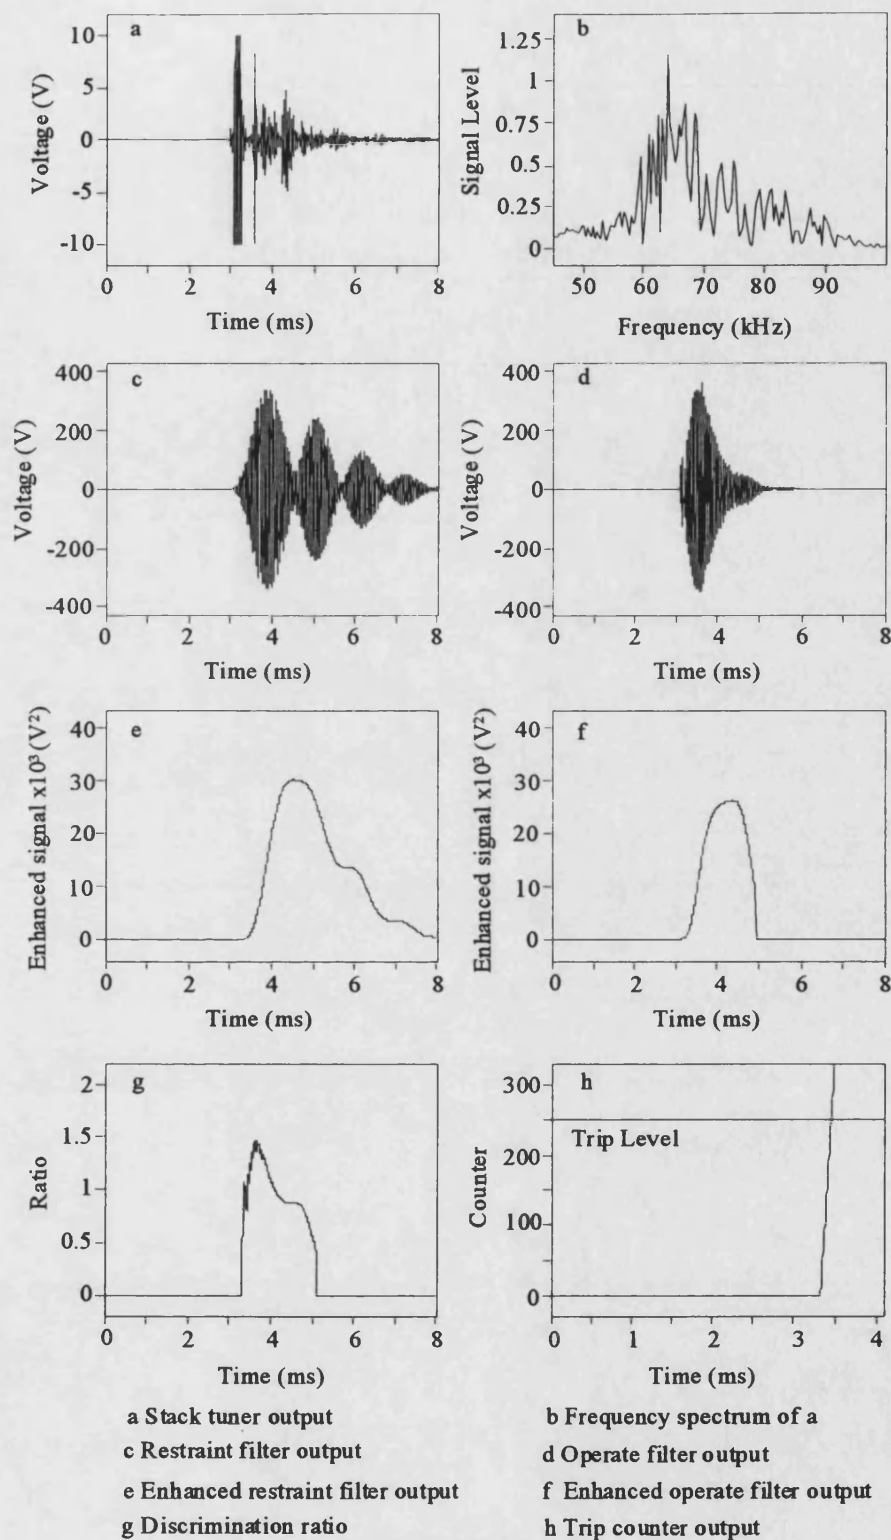 a
Voltage (V)
10
5
0
-5
-10
0 2 4 6 8
Time (ms)
b
Signal Level
1.25
1
0.75
0.5
0.25
0
50 60 70 80 90
Frequency (kHz)
c
Voltage (V)
400
200
0
-200
-400
0 2 4 6 8
Time (ms)
d
Voltage (V)
400
200
0
-200
-400
0 2 4 6 8
Time (ms)
e
Enhanced signal x10³ (V²)
40
30
20
10
0
0 2 4 6 8
Time (ms)
f
Enhanced signal x10³ (V²)
40
30
20
10
0
0 2 4 6 8
Time (ms)
g
Ratio
2
1.5
1
0.5
0
0 2 4 6 8
Time (ms)
h
Counter
300
200
100
0
Trip Level
0 1 2 3 4
Time (ms)
a Stack tuner output
b Frequency spectrum of a
c Restraint filter output
d Operate filter output
e Enhanced restraint filter output
f Enhanced operate filter output
g Discrimination ratio
h Trip counter output